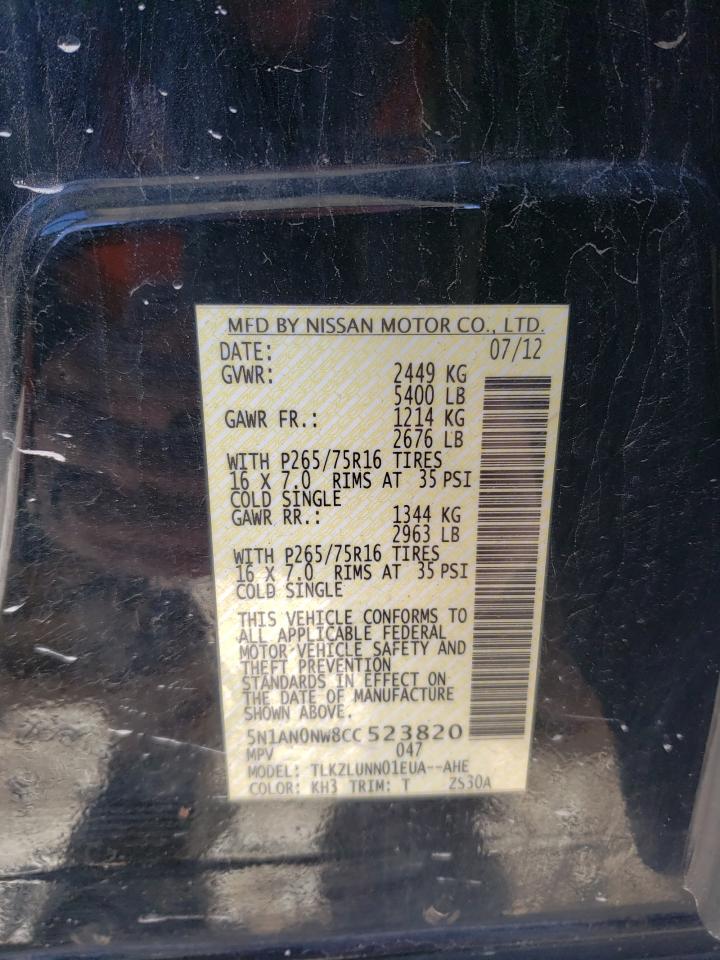 MFD BY NISSAN MOTOR CO., LTD.
DATE: 07/12
GVWR: 2449 KG
5400 LB
GAWR FR.: 1214 KG
2676 LB
WITH P265/75R16 TIRES
16 X 7.0 RIMS AT 35 PSI
COLD SINGLE
GAWR RR.: 1344 KG
2963 LB
WITH P265/75R16 TIRES
16 X 7.0 RIMS AT 35 PSI
COLD SINGLE
THIS VEHICLE CONFORMS TO
ALL APPLICABLE FEDERAL
MOTOR VEHICLE SAFETY AND
THEFT PREVENTION
STANDARDS IN EFFECT ON
THE DATE OF MANUFACTURE
SHOWN ABOVE.
5N1AN0NW8CC 523820
MPV 047
MODEL: TLKZLUNN01EUA--AHE
COLOR: KH3 TRIM: T ZS30A